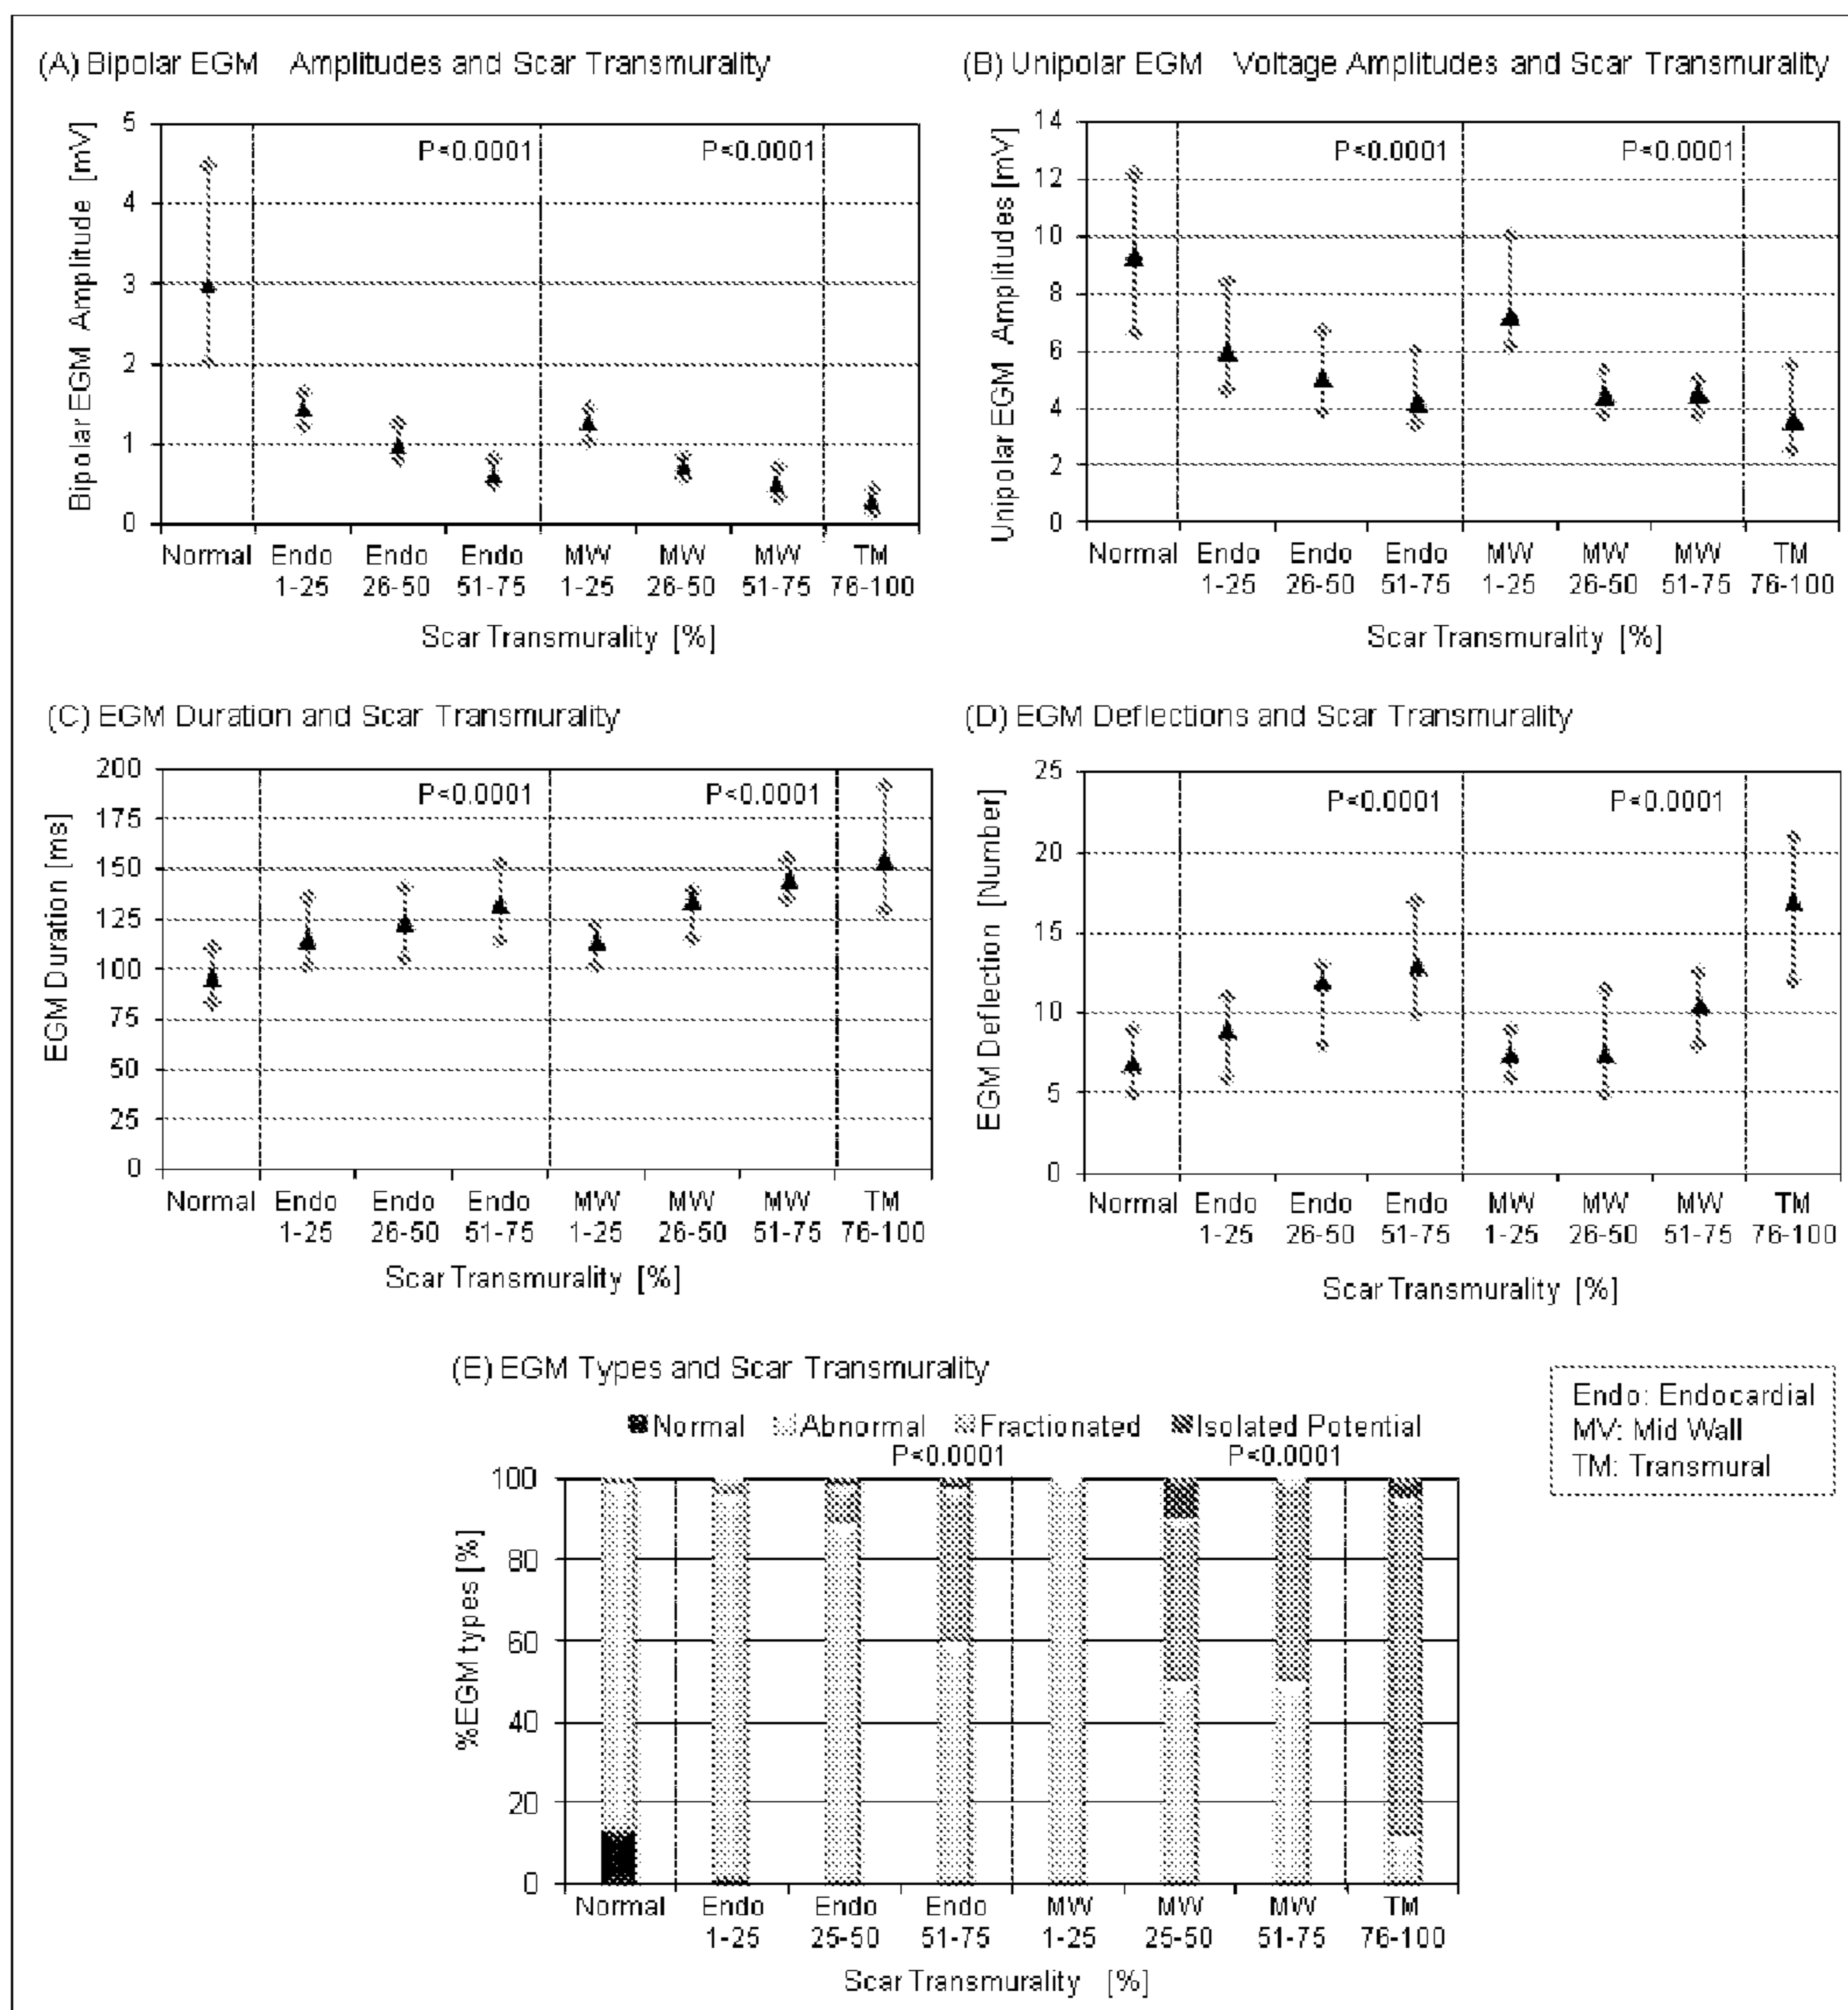 (A) Bipolar EGM Amplitudes and Scar Transmurality
Bipolar EGM Amplitude [mV]
5
4
3
2
1
0
P<0.0001 P<0.0001
Normal Endo Endo Endo MW MW MW TM
1-25 26-50 51-75 1-25 26-50 51-75 76-100
Scar Transmurality [%]
(B) Unipolar EGM Voltage Amplitudes and Scar Transmurality
Unipolar EGM Amplitudes [mV]
14
12
10
8
6
4
2
0
P<0.0001 P<0.0001
Normal Endo Endo Endo MW MW MW TM
1-25 26-50 51-75 1-25 26-50 51-75 76-100
Scar Transmurality [%]
(C) EGM Duration and Scar Transmurality
EGM Duration [ms]
200
175
150
125
100
75
50
25
0
P<0.0001 P<0.0001
Normal Endo Endo Endo MW MW MW TM
1-25 26-50 51-75 1-25 26-50 51-75 76-100
Scar Transmurality [%]
(D) EGM Deflections and Scar Transmurality
EGM Deflection [Number]
25
20
15
10
5
0
P<0.0001 P<0.0001
Normal Endo Endo Endo MW MW MW TM
1-25 26-50 51-75 1-25 26-50 51-75 76-100
Scar Transmurality [%]
(E) EGM Types and Scar Transmurality
Normal Abnormal Fractionated Isolated Potential
P<0.0001 P<0.0001
%EGM types [%]
100
80
60
40
20
0
Normal Endo Endo Endo MW MW MW TM
1-25 25-50 51-75 1-25 25-50 51-75 76-100
Scar Transmurality [%]
Endo: Endocardial
MV: Mid Wall
TM: Transmural